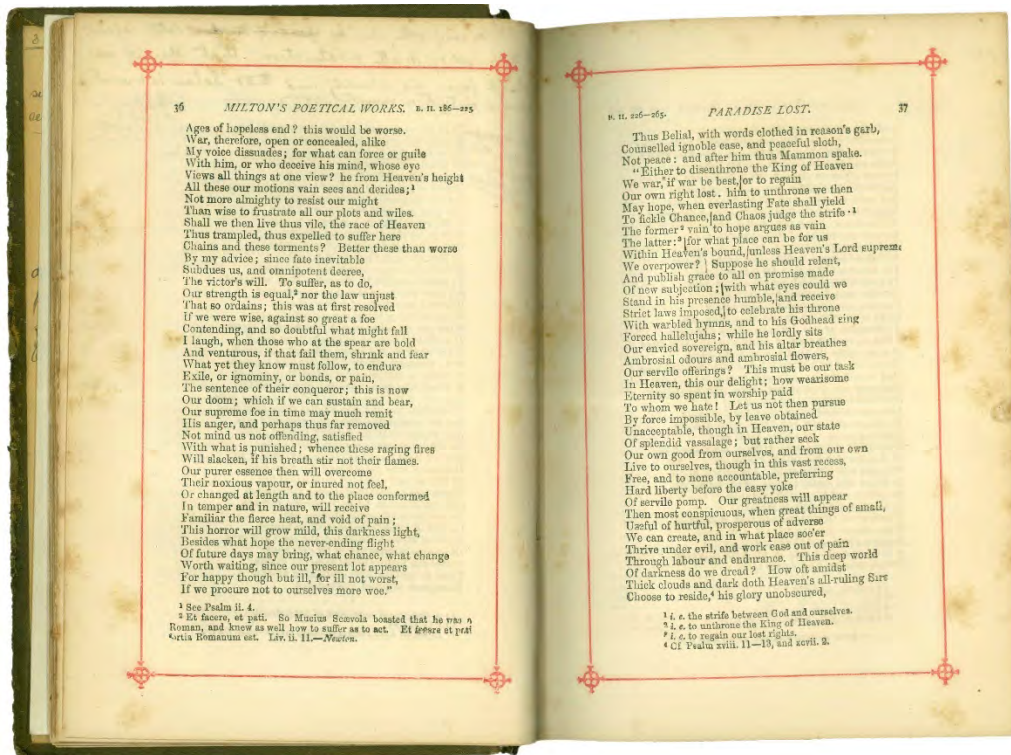 36 MILTON'S POETICAL WORKS. B. II. 186—225
Ages of hopeless end? this would be worse.
War, therefore, open or concealed, alike
My voice dissuades; for what can force or guile
With him, or who deceive his mind, whose eye
Views all things at one view? he from Heaven's height
All these our motions vain sees and derides;¹
Not more almighty to resist our might
Than wise to frustrate all our plots and wiles.
Shall we then live thus vile, the race of Heaven
Thus trampled, thus expelled to suffer here
Chains and these torments? Better these than worse
By my advice; since fate inevitable
Subdues us, and omnipotent decree,
The victor's will. To suffer, as to do,
Our strength is equal,² nor the law unjust
That so ordains; this was at first resolved
If we were wise, against so great a foe
Contending, and so doubtful what might fall
I laugh, when those who at the spear are bold
And venturous, if that fail them, shrink and fear
What yet they know must follow, to endure
Exile, or ignominy, or bonds, or pain,
The sentence of their conqueror; this is now
Our doom; which if we can sustain and bear,
Our supreme foe in time may much remit
His anger, and perhaps thus far removed
Not mind us not offending, satisfied
With what is punished; whence these raging fires
Will slacken, if his breath stir not their flames.
Our purer essence then will overcome
Their noxious vapour, or inured not feel,
Or changed at length and to the place conformed
In temper and in nature, will receive
Familiar the fierce heat, and void of pain;
This horror will grow mild, this darkness light,
Besides what hope the never-ending flight
Of future days may bring, what chance, what change
Worth waiting, since our present lot appears
For happy though but ill, for ill not worst,
If we procure not to ourselves more woe."
¹ See Psalm ii. 4.
² Et facere, et pati. So Mucius Scævola boasted that he was a
Roman, and knew as well how to suffer as to act. Et facere et pati
fortia Romanum est. Liv. ii. 11.—Newton.
B. II. 226—265. PARADISE LOST. 37
Thus Belial, with words clothed in reason's garb,
Counselled ignoble ease, and peaceful sloth,
Not peace: and after him thus Mammon spake.
"Either to disenthrone the King of Heaven
We war, if war be best, or to regain
Our own right lost. him to unthrone we then
May hope, when everlasting Fate shall yield
To fickle Chance, and Chaos judge the strife ·¹
The former² vain to hope argues as vain
The latter:³ for what place can be for us
Within Heaven's bound, unless Heaven's Lord supreme
We overpower? Suppose he should relent,
And publish grace to all on promise made
Of new subjection; with what eyes could we
Stand in his presence humble, and receive
Strict laws imposed, to celebrate his throne
With warbled hymns, and to his Godhead sing
Forced hallelujahs; while he lordly sits
Our envied sovereign, and his altar breathes
Ambrosial odours and ambrosial flowers,
Our servile offerings? This must be our task
In Heaven, this our delight; how wearisome
Eternity so spent in worship paid
To whom we hate! Let us not then pursue
By force impossible, by leave obtained
Unacceptable, though in Heaven, our state
Of splendid vassalage; but rather seek
Our own good from ourselves, and from our own
Live to ourselves, though in this vast recess,
Free, and to none accountable, preferring
Hard liberty before the easy yoke
Of servile pomp. Our greatness will appear
Then most conspicuous, when great things of small,
Useful of hurtful, prosperous of adverse
We can create, and in what place soe'er
Thrive under evil, and work ease out of pain
Through labour and endurance. This deep world
Of darkness do we dread? How oft amidst
Thick clouds and dark doth Heaven's all-ruling Sire
Choose to reside,⁴ his glory unobscured,
¹ i. e. the strife between God and ourselves.
² i. e. to unthrone the King of Heaven.
³ i. e. to regain our lost rights.
⁴ Cf Psalm xviii. 11—13, and xcvii. 2.